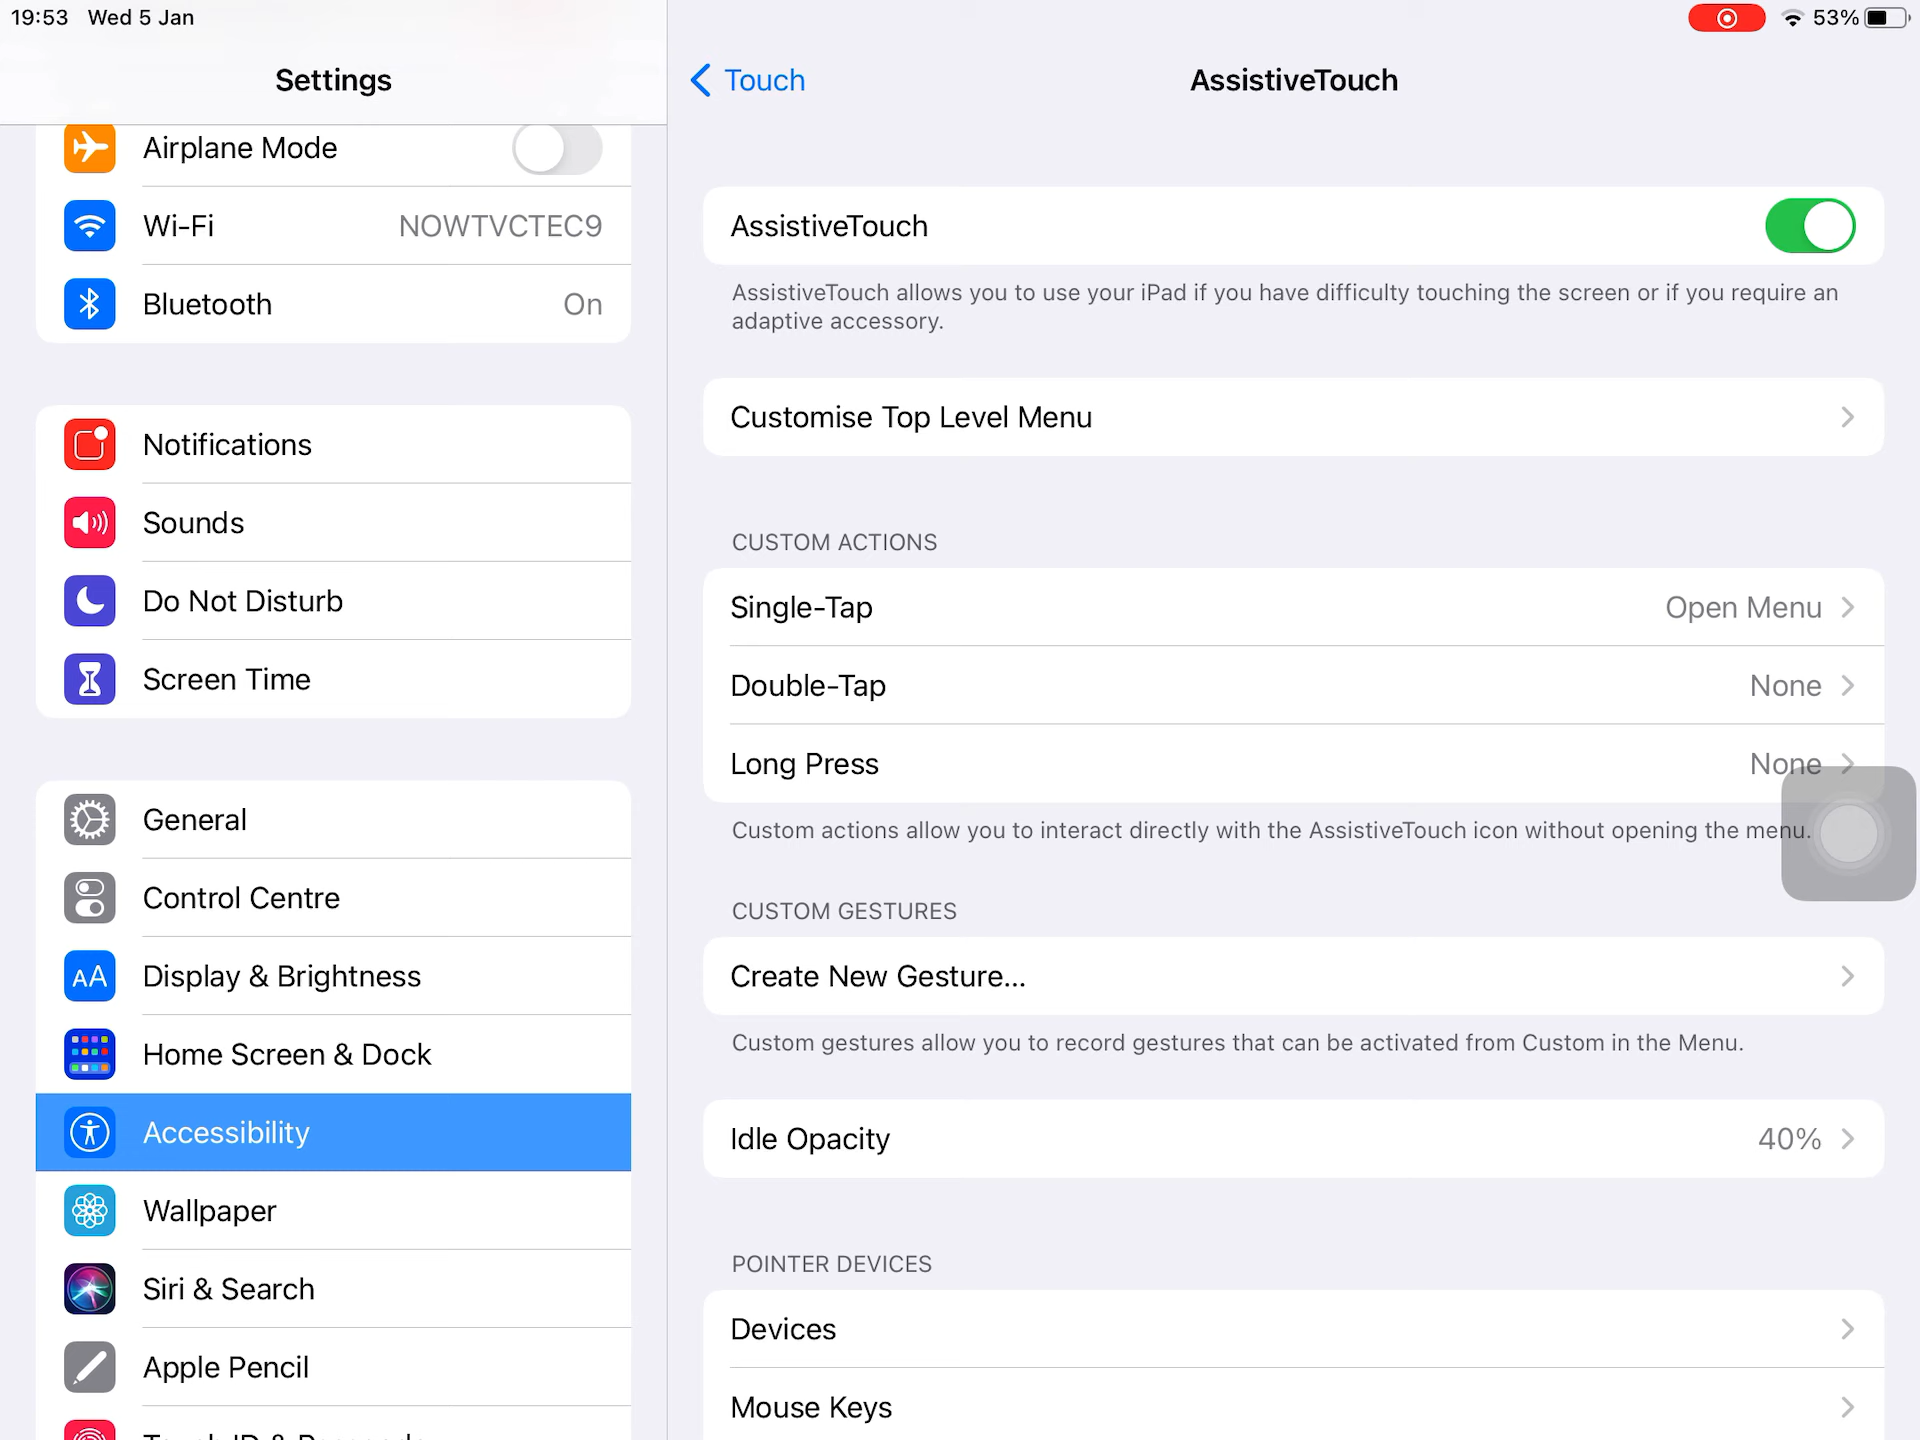 19:53 Wed 5 Jan
53%
Settings
Airplane Mode
Wi-Fi NOWTVCTEC9
Bluetooth On
Notifications
Sounds
Do Not Disturb
Screen Time
General
Control Centre
AA Display & Brightness
Home Screen & Dock
Accessibility
Wallpaper
Siri & Search
Apple Pencil
Touch
AssistiveTouch
AssistiveTouch
AssistiveTouch allows you to use your iPad if you have difficulty touching the screen or if you require an
adaptive accessory.
Customise Top Level Menu
CUSTOM ACTIONS
Single-Tap Open Menu
Double-Tap None
Long Press None
Custom actions allow you to interact directly with the AssistiveTouch icon without opening the menu.
CUSTOM GESTURES
Create New Gesture...
Custom gestures allow you to record gestures that can be activated from Custom in the Menu.
Idle Opacity 40%
POINTER DEVICES
Devices
Mouse Keys